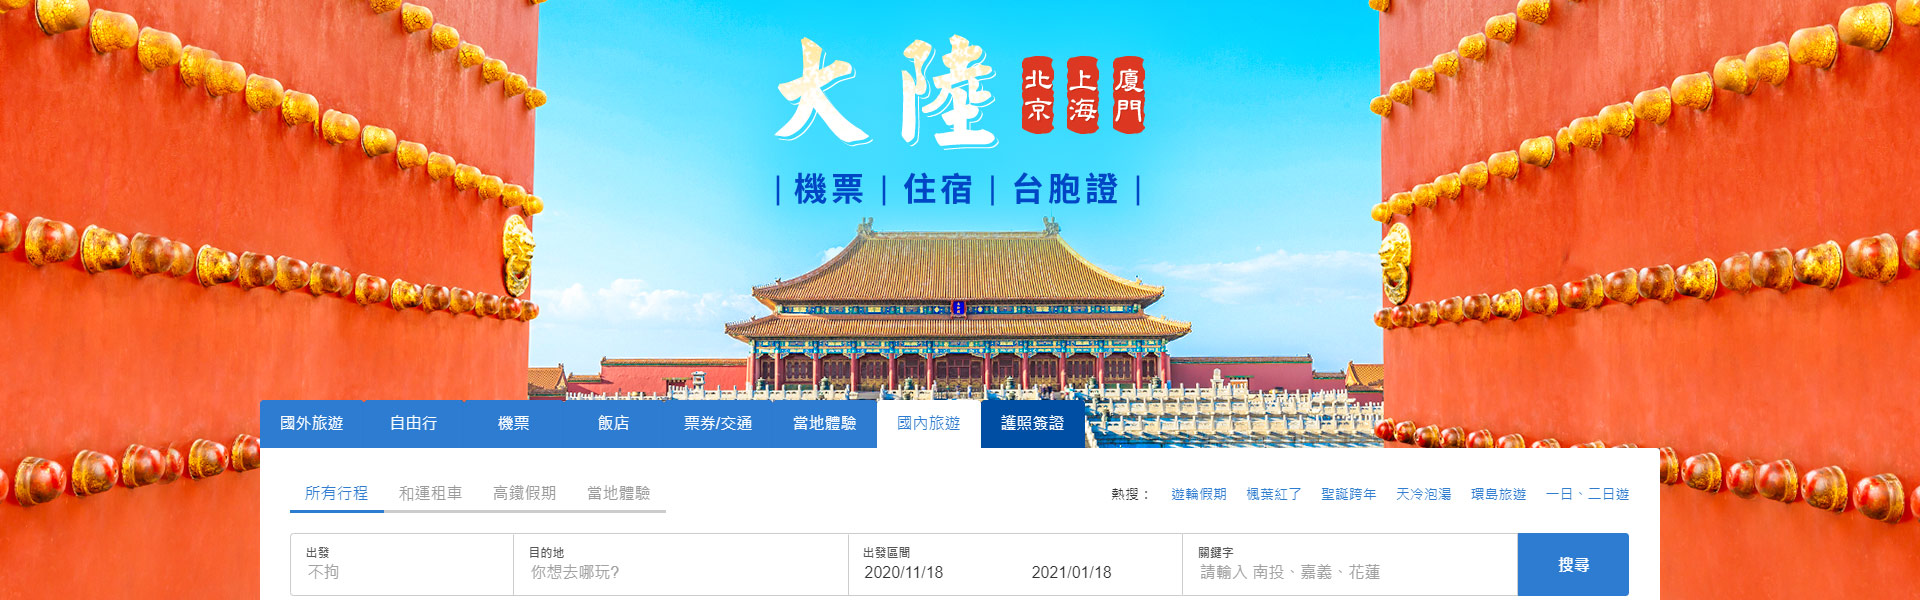 大陸
北京
上海
廈門
|機票|住宿|台胞證|
國外旅遊 自由行 機票 飯店 票券/交通 當地體驗 國內旅遊 護照簽證
所有行程 和運租車 高鐵假期 當地體驗
熱搜： 遊輪假期 楓葉紅了 聖誕跨年 天冷泡湯 環島旅遊 一日、二日遊
出發 目的地 出發區間 關鍵字
不拘 你想去哪玩? 2020/11/18 2021/01/18 請輸入 南投、嘉義、花蓮
搜尋